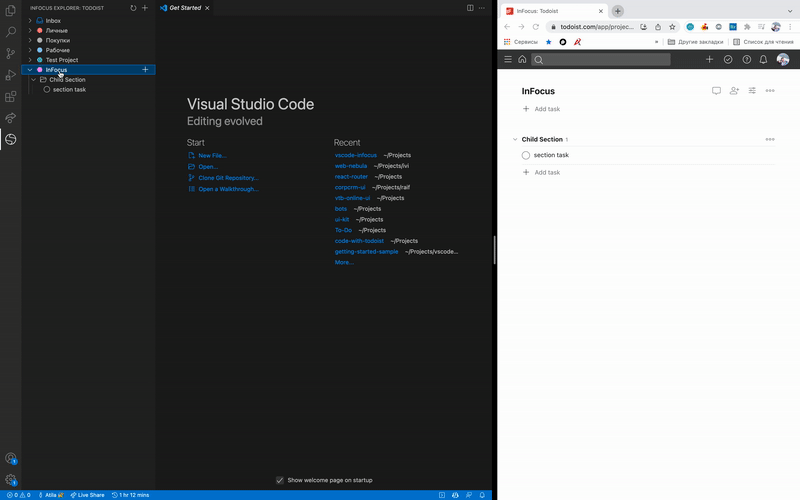 INFOCUS EXPLORER: TODOIST
Inbox
Личные
Покупки
Рабочие
Test Project
InFocus
Child Section
section task
Get Started
Visual Studio Code
Editing evolved
Start
New File...
Open...
Clone Git Repository...
Open a Walkthrough...
Recent
vscode-infocus ~/Projects
web-nebula ~/Projects/ivi
react-router ~/Projects
corpcrm-ui ~/Projects/raif
vtb-online-ui ~/Projects
bots ~/Projects
ui-kit ~/Projects
To-Do ~/Projects
code-with-todoist ~/Projects
getting-started-sample ~/Projects/vscode...
More...
Show welcome page on startup
0 0
Atila
Live Share
1 hr 12 mins
InFocus: Todoist
todoist.com/app/projec...
Сервисы
Другие закладки
Список для чтения
InFocus
Add task
Child Section 1
section task
Add task